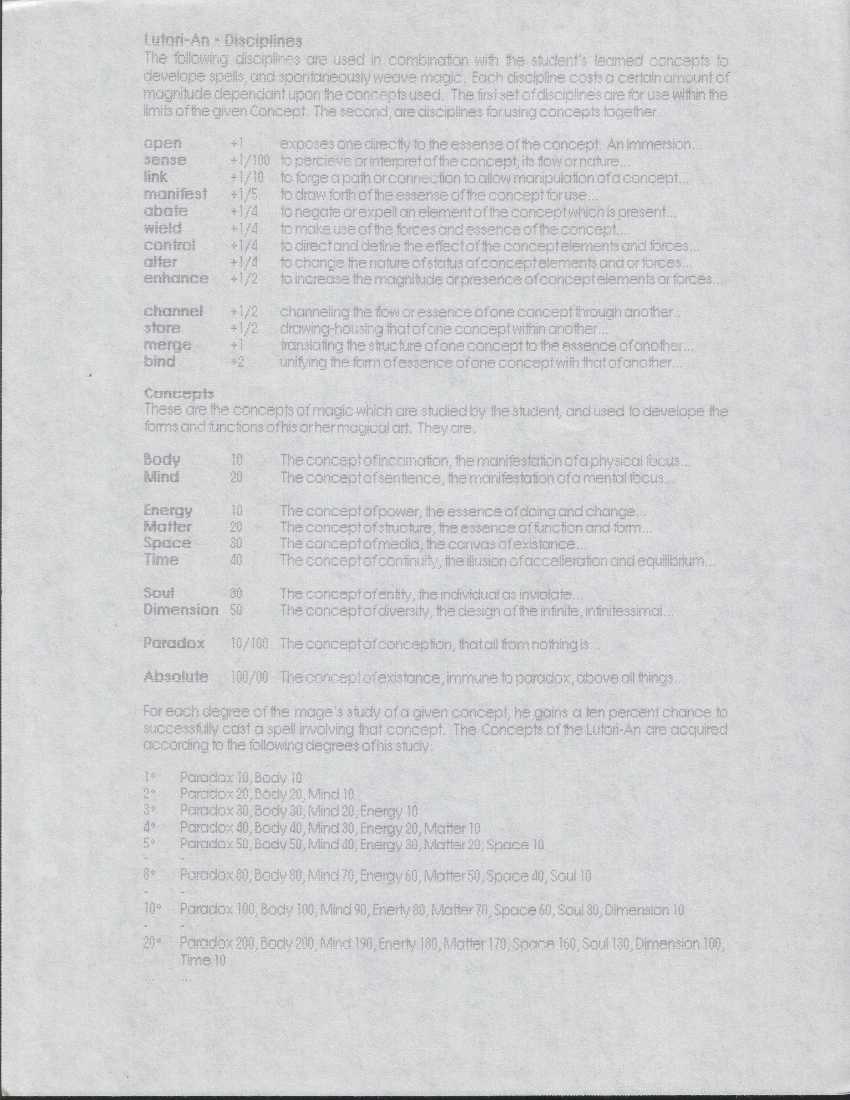 Lutori-An - Disciplines
The following disciplines are used in combination with the student's learned concepts to
develope spells, and spontaneously weave magic. Each discipline costs a certain amount of
magnitude dependant upon the concepts used. The first set of disciplines are for use within the
limits of the given Concept. The second, are disciplines for using concepts together.
open +1 exposes one directly to the essense of the concept. An immersion...
sense +1/100 to percieve or interpret of the concept, its flow or nature...
link +1/10 to forge a path or connection to allow manipulation of a concept...
manifest +1/5 to draw forth of the essense of the concept for use...
abate +1/4 to negate or expell an element of the concept which is present...
wield +1/4 to make use of the forces and essence of the concept...
control +1/4 to direct and define the effect of the concept elements and forces...
alter +1/4 to change the nature of status of concept elements and or forces...
enhance +1/2 to increase the magnitude or presence of concept elements or forces...
channel +1/2 channeling the flow or essence of one concept through another..
store +1/2 drawing-housing that of one concept within another...
merge +1 translating the structure of one concept to the essence of another...
bind +2 unifying the form of essence of one concept with that of another...
Concepts
These are the concepts of magic which are studied by the student, and used to develope the
forms and functions of his or her magical art. They are.
Body 10 The concept of incarnation, the manifestation of a physical focus...
Mind 20 The concept of sentience, the manifestation of a mental focus...
Energy 10 The concept of power, the essence of doing and change...
Matter 20 The concept of structure, the essence of function and form...
Space 30 The concept of media, the canvas of existance...
Time 40 The concept of continuity, the illusion of accelleration and equilibrium...
Soul 30 The concept of entity, the individual as inviolate...
Dimension 50 The concept of diversity, the design of the infinite, infinitessimal...
Paradox 10/100 The concept of conception, that all from nothing is...
Absolute 100/00 The concept of existance, immune to paradox, above all things...
For each degree of the mage's study of a given concept, he gains a ten percent chance to
successfully cast a spell involving that concept. The Concepts of the Lutori-An are acquired
according to the following degrees of his study:
1° Paradox 10, Body 10
2° Paradox 20, Body 20, Mind 10
3° Paradox 30, Body 30, Mind 20, Energy 10
4° Paradox 40, Body 40, Mind 30, Energy 20, Matter 10
5° Paradox 50, Body 50, Mind 40, Energy 30, Matter 20, Space 10
- -
8° Paradox 80, Body 80, Mind 70, Energy 60, Matter 50, Space 40, Soul 10
- -
10° Paradox 100, Body 100, Mind 90, Enerty 80, Matter 70, Space 60, Soul 30, Dimension 10
- -
20° Paradox 200, Body 200, Mind 190, Enerty 180, Matter 170, Space 160, Soul 130, Dimension 100,
Time 10
... ...